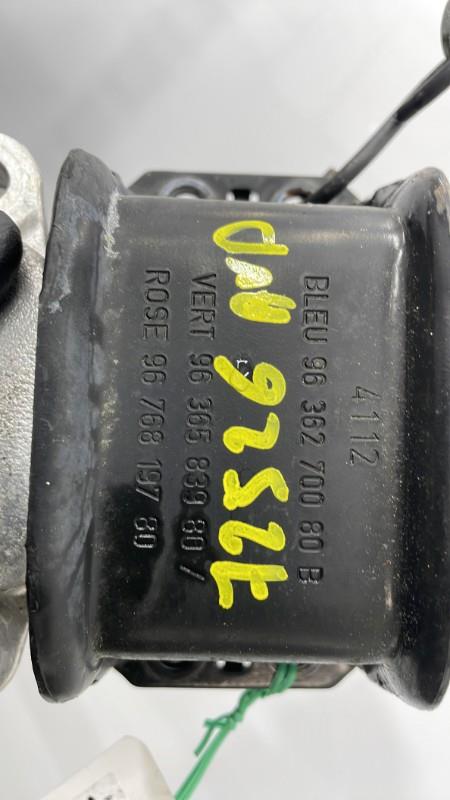 4112
BLEU 96 362 700 80 B
VERT 96 365 839 80 /
ROSE 96 768 197 80